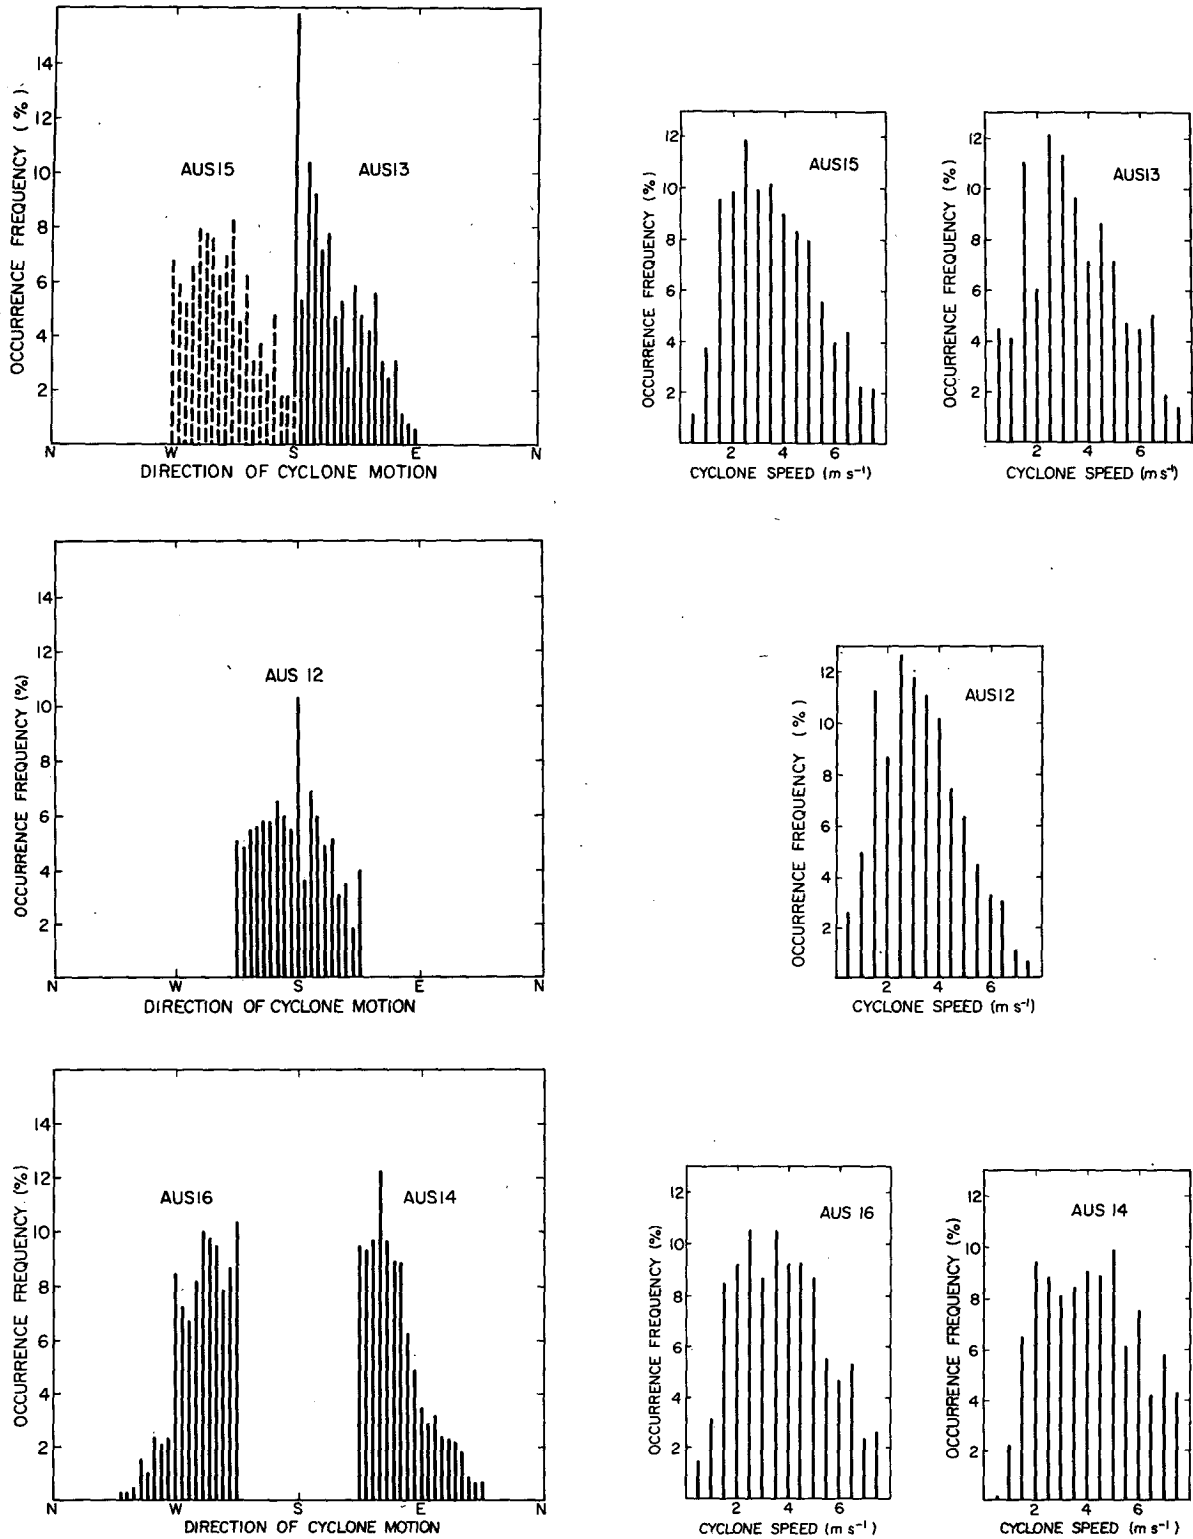 OCCURRENCE FREQUENCY (%)
14
12
10
8
6
4
2
AUS15
AUS13
N W S E N
DIRECTION OF CYCLONE MOTION
OCCURRENCE FREQUENCY (%)
12
10
8
6
4
2
AUS15
2 4 6
CYCLONE SPEED (m s⁻¹)
OCCURRENCE FREQUENCY (%)
12
10
8
6
4
2
AUS13
2 4 6
CYCLONE SPEED (m s⁻¹)
OCCURRENCE FREQUENCY (%)
14
12
10
8
6
4
2
AUS 12
N W S E N
DIRECTION OF CYCLONE MOTION
OCCURRENCE FREQUENCY (%)
12
10
8
6
4
2
AUS12
2 4 6
CYCLONE SPEED (m s⁻¹)
OCCURRENCE FREQUENCY (%)
14
12
10
8
6
4
2
AUS16
AUS14
N W S E N
DIRECTION OF CYCLONE MOTION
OCCURRENCE FREQUENCY (%)
12
10
8
6
4
2
AUS 16
2 4 6
CYCLONE SPEED (m s⁻¹)
OCCURRENCE FREQUENCY (%)
12
10
8
6
4
2
AUS 14
2 4 6
CYCLONE SPEED (m s⁻¹)